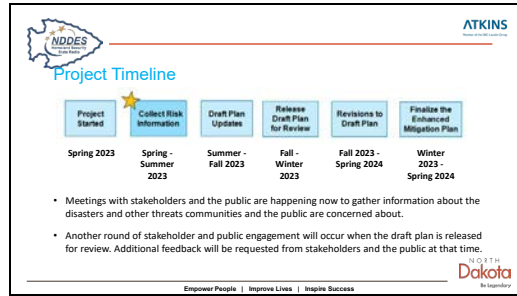 NDDES
Homeland Security
State Radio
ATKINS
Member of the SNC-Lavalin Group
Project Timeline
Project
Started
Collect Risk
Information
Draft Plan
Updates
Release
Draft Plan
for Review
Revisions to
Draft Plan
Finalize the
Enhanced
Mitigation Plan
Spring 2023
Spring -
Summer
2023
Summer -
Fall 2023
Fall -
Winter
2023
Fall 2023 -
Spring 2024
Winter
2023 -
Spring 2024
• Meetings with stakeholders and the public are happening now to gather information about the
disasters and other threats communities and the public are concerned about.
• Another round of stakeholder and public engagement will occur when the draft plan is released
for review. Additional feedback will be requested from stakeholders and the public at that time.
NORTH
Dakota
Be Legendary
Empower People | Improve Lives | Inspire Success